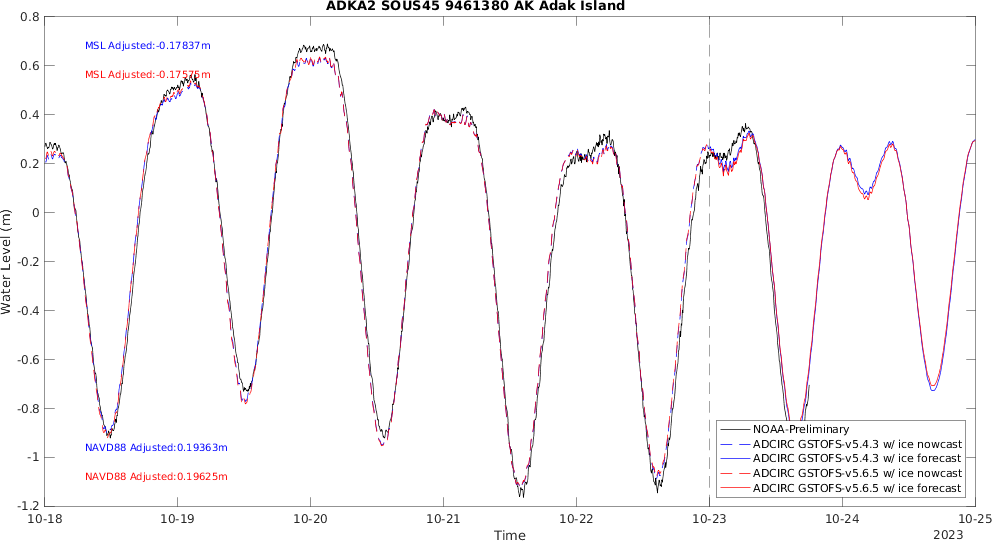 ADKA2 SOUS45 9461380 AK Adak Island
0.8
0.6
0.4
0.2
0
-0.2
-0.4
-0.6
-0.8
-1
-1.2
Water Level (m)
MSL Adjusted:-0.17837m
MSL Adjusted:-0.17575m
NAVD88 Adjusted:0.19363m
NAVD88 Adjusted:0.19625m
NOAA-Preliminary
ADCIRC GSTOFS-v5.4.3 w/ ice nowcast
ADCIRC GSTOFS-v5.4.3 w/ ice forecast
ADCIRC GSTOFS-v5.6.5 w/ ice nowcast
ADCIRC GSTOFS-v5.6.5 w/ ice forecast
10-18 10-19 10-20 10-21 10-22 10-23 10-24 10-25
Time
2023